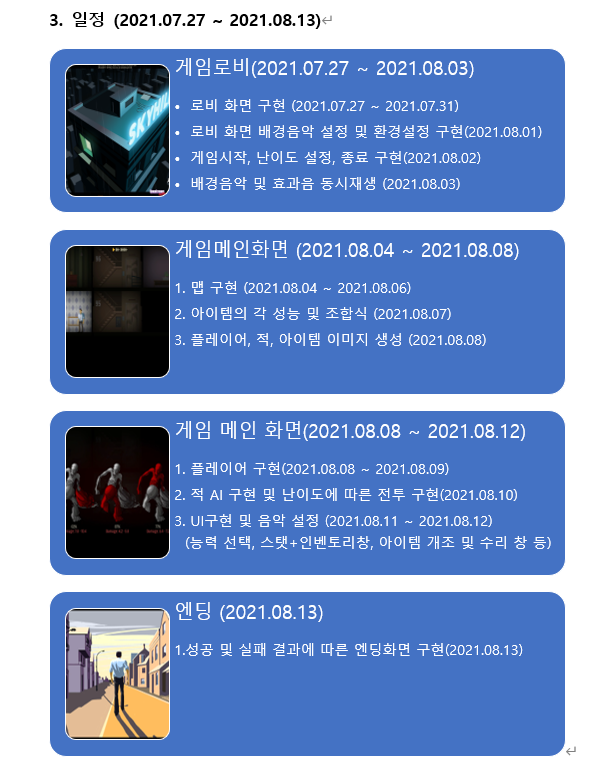 3. 일정 (2021.07.27 ~ 2021.08.13)
게임로비(2021.07.27 ~ 2021.08.03)
SKYHILL
• 로비 화면 구현 (2021.07.27 ~ 2021.07.31)
• 로비 화면 배경음악 설정 및 환경설정 구현(2021.08.01)
• 게임시작, 난이도 설정, 종료 구현(2021.08.02)
• 배경음악 및 효과음 동시재생 (2021.08.03)
게임메인화면 (2021.08.04 ~ 2021.08.08)
1. 맵 구현 (2021.08.04 ~ 2021.08.06)
2. 아이템의 각 성능 및 조합식 (2021.08.07)
3. 플레이어, 적, 아이템 이미지 생성 (2021.08.08)
게임 메인 화면(2021.08.08 ~ 2021.08.12)
1. 플레이어 구현(2021.08.08 ~ 2021.08.09)
2. 적 AI 구현 및 난이도에 따른 전투 구현(2021.08.10)
3. UI구현 및 음악 설정 (2021.08.11 ~ 2021.08.12)
(능력 선택, 스탯+인벤토리창, 아이템 개조 및 수리 창 등)
엔딩 (2021.08.13)
1.성공 및 실패 결과에 따른 엔딩화면 구현(2021.08.13)